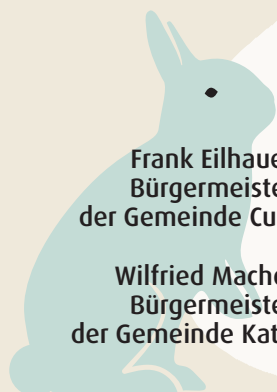 Frank Eilhaue
Bürgermeiste
der Gemeinde Cu
Wilfried Mache
Bürgermeiste
der Gemeinde Kat